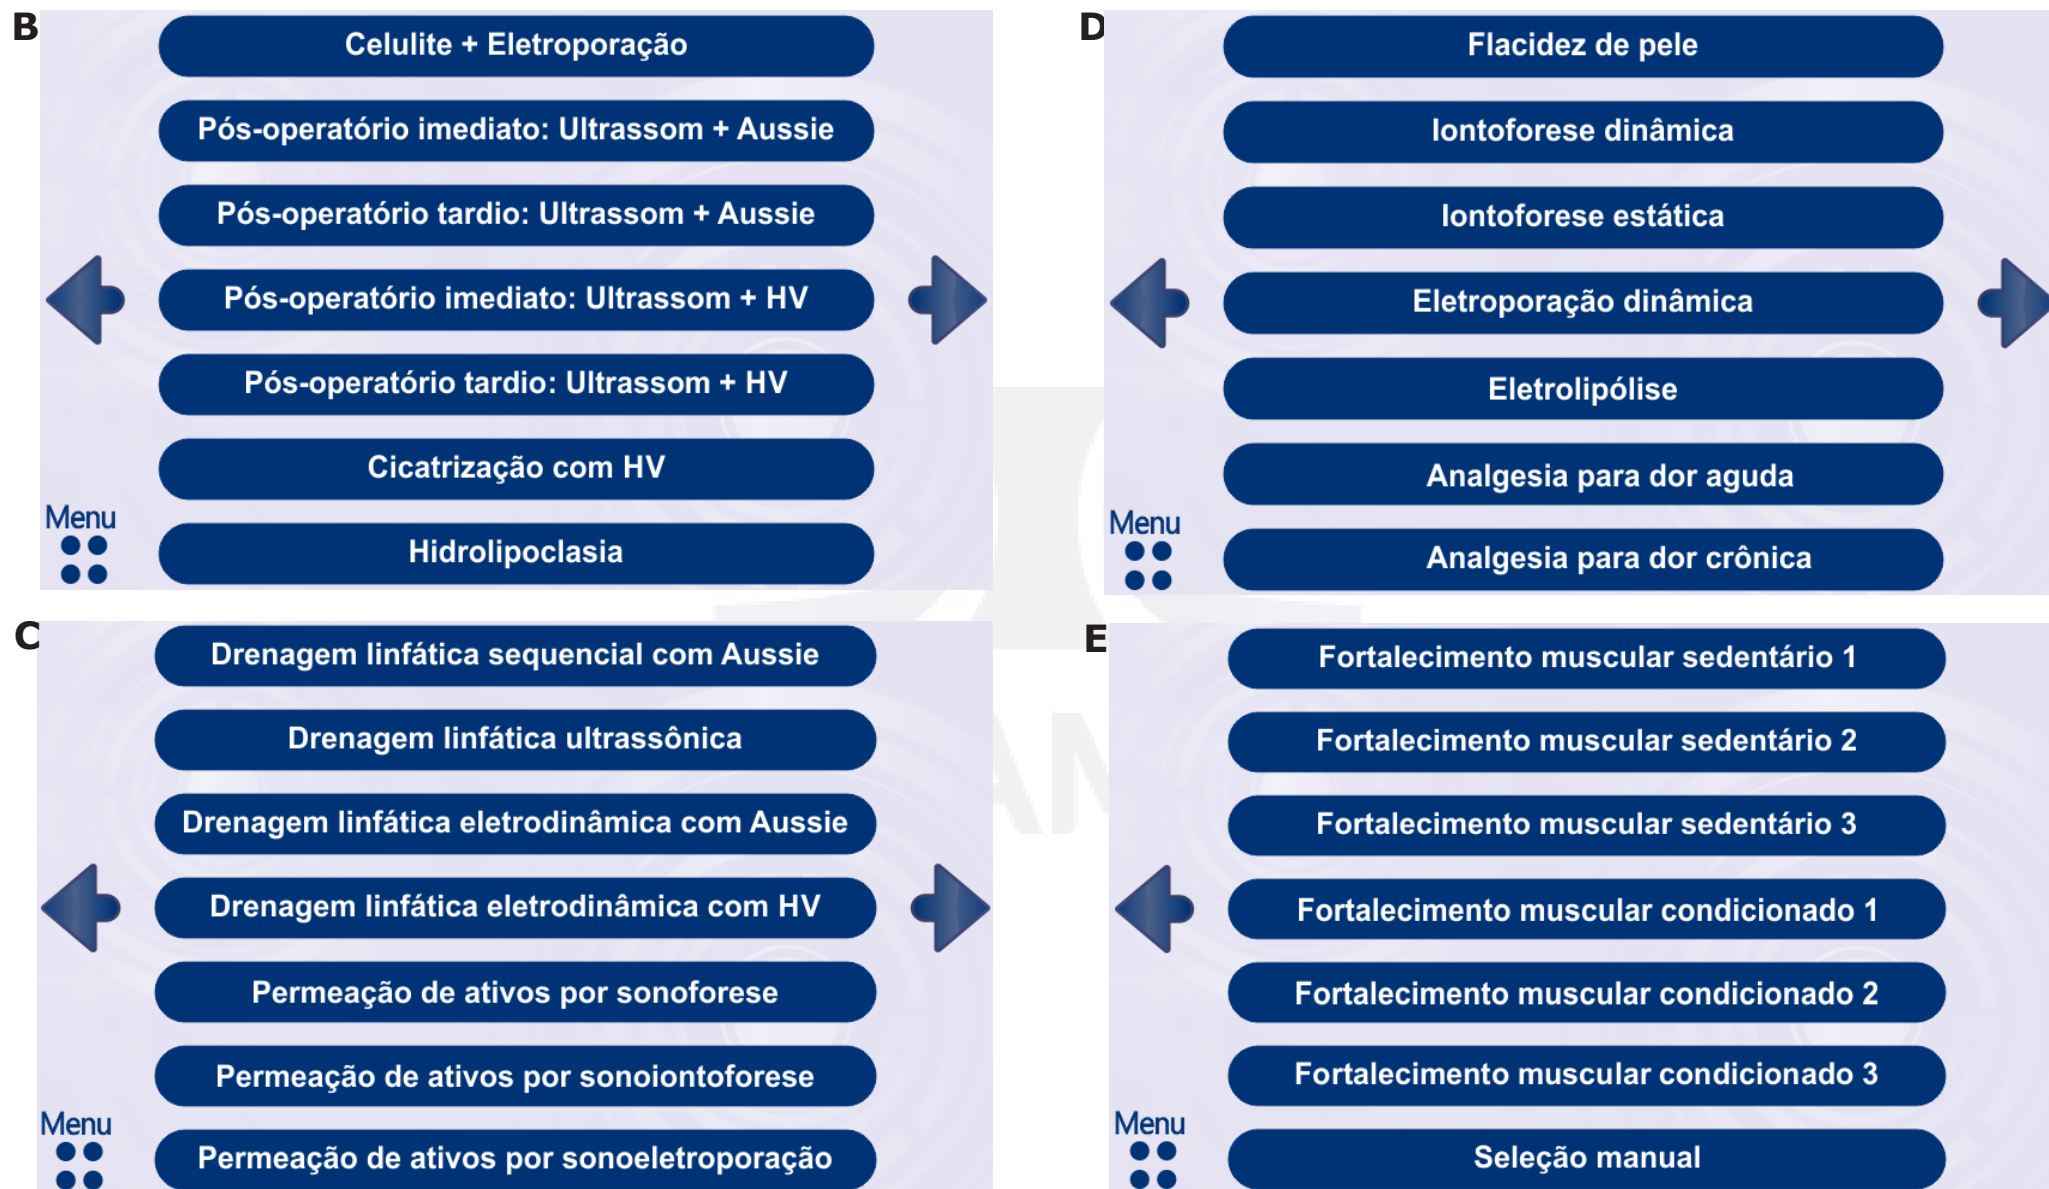 B
Celulite + Eletroporação
Pós-operatório imediato: Ultrassom + Aussie
Pós-operatório tardio: Ultrassom + Aussie
Pós-operatório imediato: Ultrassom + HV
Pós-operatório tardio: Ultrassom + HV
Cicatrização com HV
Menu
Hidrolipoclasia
C
Drenagem linfática sequencial com Aussie
Drenagem linfática ultrassônica
Drenagem linfática eletrodinâmica com Aussie
Drenagem linfática eletrodinâmica com HV
Permeação de ativos por sonoforese
Permeação de ativos por sonoiontoforese
Menu
Permeação de ativos por sonoeletroporação
D
Flacidez de pele
Iontoforese dinâmica
Iontoforese estática
Eletroporação dinâmica
Eletrolipólise
Analgesia para dor aguda
Menu
Analgesia para dor crônica
E
Fortalecimento muscular sedentário 1
Fortalecimento muscular sedentário 2
Fortalecimento muscular sedentário 3
Fortalecimento muscular condicionado 1
Fortalecimento muscular condicionado 2
Fortalecimento muscular condicionado 3
Menu
Seleção manual